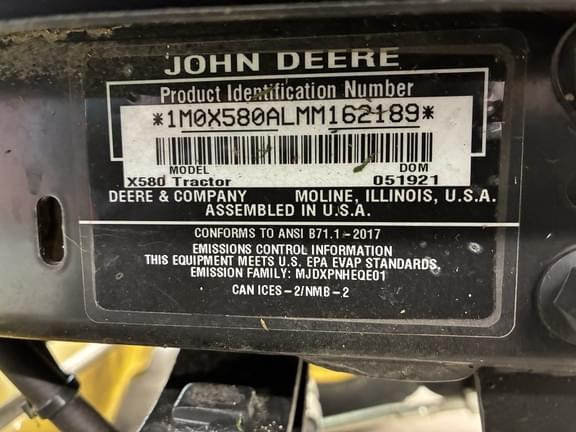 JOHN DEERE
Product Identification Number
*1M0X580ALMM162189*
MODEL DOM
X580 Tractor 051921
DEERE & COMPANY MOLINE, ILLINOIS, U.S.A.
ASSEMBLED IN U.S.A.
CONFORMS TO ANSI B71.1 - 2017
EMISSIONS CONTROL INFORMATION
THIS EQUIPMENT MEETS U.S. EPA EVAP STANDARDS.
EMISSION FAMILY: MJDXPNHEQE01
CAN ICES - 2/NMB - 2